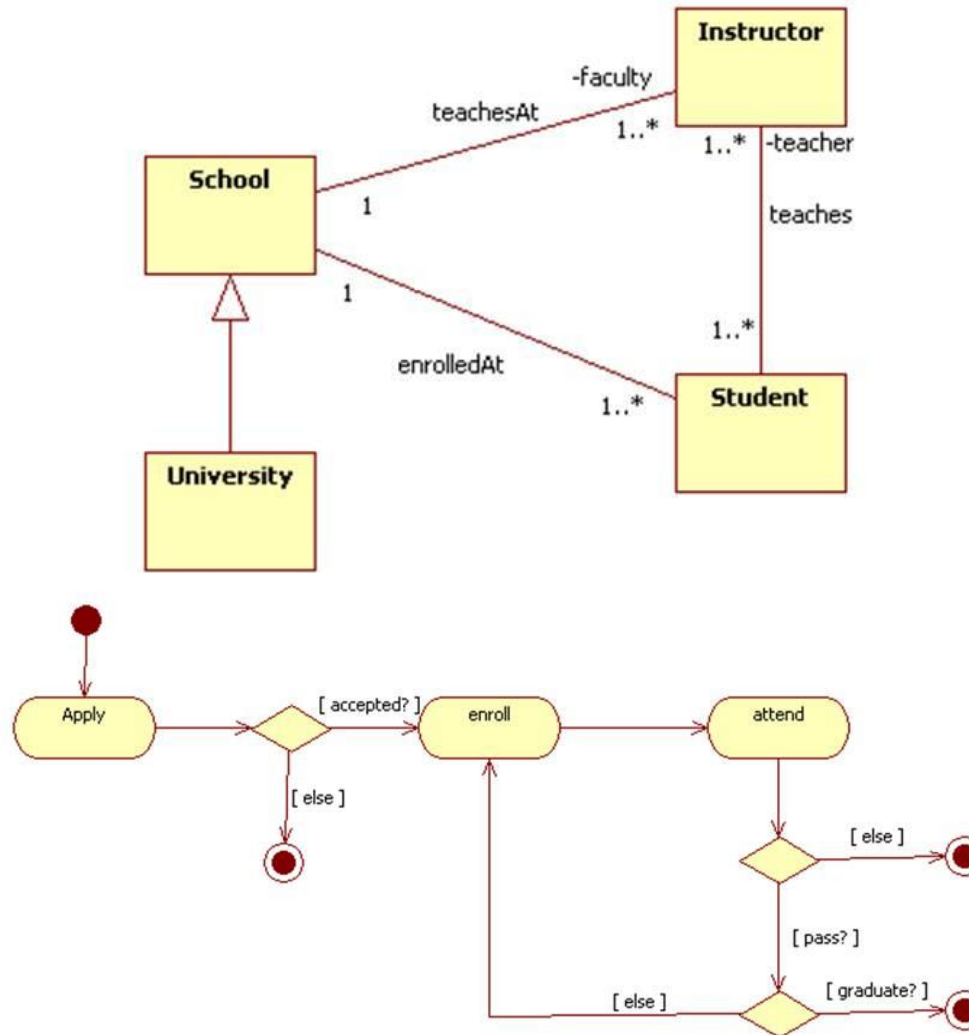 Instructor
-faculty
teachesAt
1..*
1..*
-teacher
School
1
teaches
1
enrolledAt
1..*
1..*
Student
University
Apply
[ accepted? ]
enroll
attend
[ else ]
[ else ]
[ pass? ]
[ else ]
[ graduate? ]